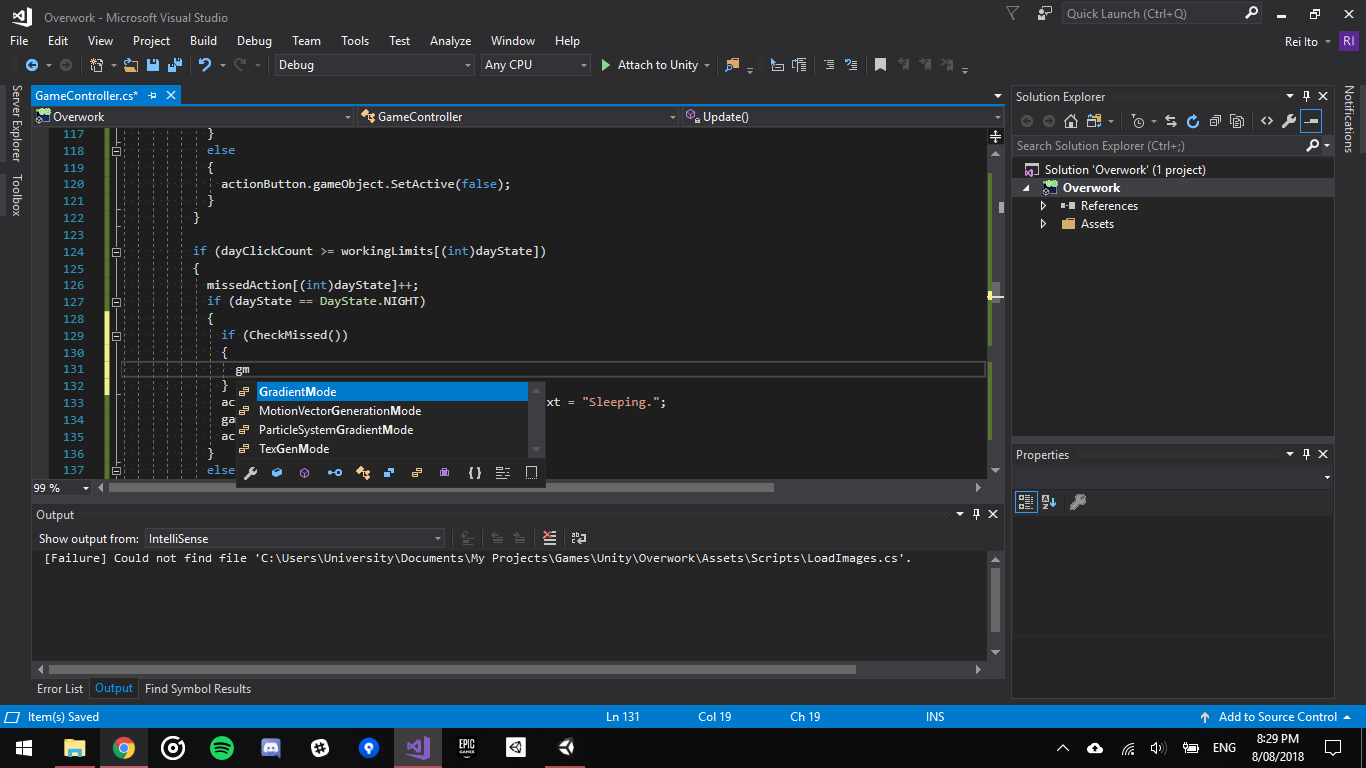 Overwork - Microsoft Visual Studio
Quick Launch (Ctrl+Q)
File Edit View Project Build Debug Team Tools Test Analyze Window Help
Rei Ito RI
Debug Any CPU Attach to Unity
Server Explorer
Toolbox
GameController.cs*
Overwork GameController Update()
117 }
118 else
119 {
120 actionButton.gameObject.SetActive(false);
121 }
122 }
123
124 if (dayClickCount >= workingLimits[(int)dayState])
125 {
126 missedAction[(int)dayState]++;
127 if (dayState == DayState.NIGHT)
128 {
129 if (CheckMissed())
130 {
131 gm
132 }
133 ac xt = "Sleeping.";
134 ga
135 ac
136 }
137 else
GradientMode
MotionVectorGenerationMode
ParticleSystemGradientMode
TexGenMode
99 %
Output
Show output from: IntelliSense
[Failure] Could not find file 'C:\Users\University\Documents\My Projects\Games\Unity\Overwork\Assets\Scripts\LoadImages.cs'.
Error List Output Find Symbol Results
Solution Explorer
Search Solution Explorer (Ctrl+;)
Solution 'Overwork' (1 project)
Overwork
References
Assets
Properties
Notifications
Item(s) Saved Ln 131 Col 19 Ch 19 INS Add to Source Control
EPIC GAMES
ENG
8:29 PM
8/08/2018